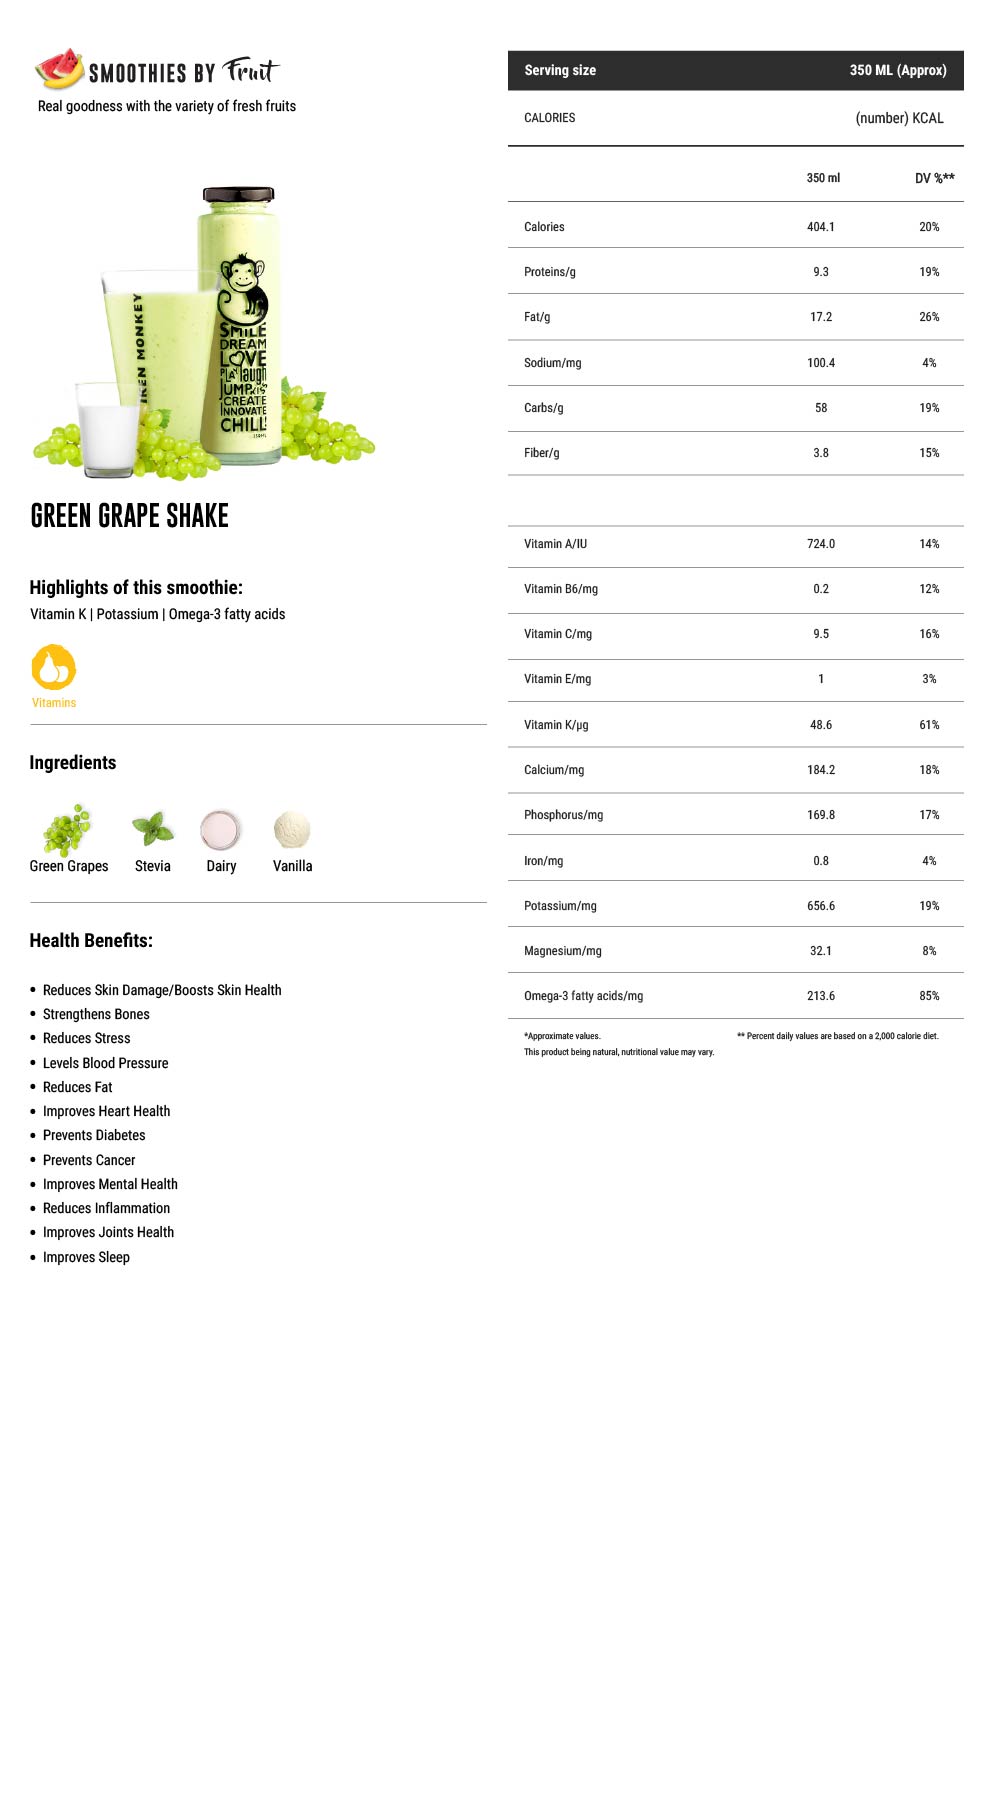 SMOOTHIES BY Fruit
Real goodness with the variety of fresh fruits
KEN MONKEY
SMILE
DREAM
LOVE
PLAY laugh
JUMP KISS
CREATE
INNOVATE
CHILL!
GREEN GRAPE SHAKE
Highlights of this smoothie:
Vitamin K | Potassium | Omega-3 fatty acids
Vitamins
Ingredients
Green Grapes Stevia Dairy Vanilla
Health Benefits:
• Reduces Skin Damage/Boosts Skin Health
• Strengthens Bones
• Reduces Stress
• Levels Blood Pressure
• Reduces Fat
• Improves Heart Health
• Prevents Diabetes
• Prevents Cancer
• Improves Mental Health
• Reduces Inflammation
• Improves Joints Health
• Improves Sleep
Serving size 350 ML (Approx)
CALORIES (number) KCAL
350 ml DV %**
Calories 404.1 20%
Proteins/g 9.3 19%
Fat/g 17.2 26%
Sodium/mg 100.4 4%
Carbs/g 58 19%
Fiber/g 3.8 15%
Vitamin A/IU 724.0 14%
Vitamin B6/mg 0.2 12%
Vitamin C/mg 9.5 16%
Vitamin E/mg 1 3%
Vitamin K/µg 48.6 61%
Calcium/mg 184.2 18%
Phosphorus/mg 169.8 17%
Iron/mg 0.8 4%
Potassium/mg 656.6 19%
Magnesium/mg 32.1 8%
Omega-3 fatty acids/mg 213.6 85%
*Approximate values. ** Percent daily values are based on a 2,000 calorie diet.
This product being natural, nutritional value may vary.